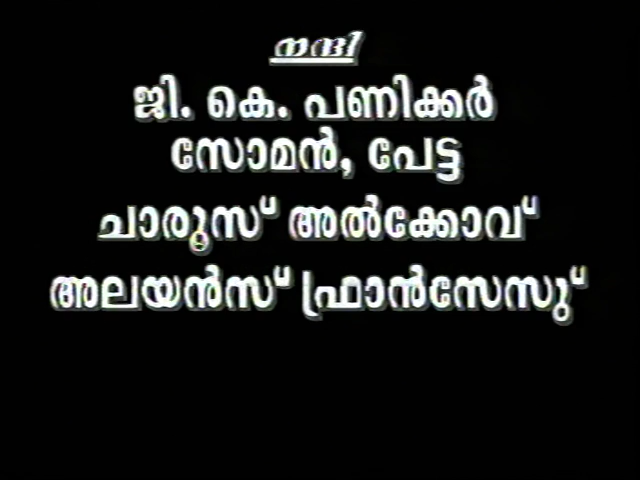 നന്ദി
ജി. കെ. പണിക്കർ
സോമൻ, പേട്ട
ചാരൂസ് അൽക്കോവ്
അലയൻസ് ഫ്രാൻസേസു്